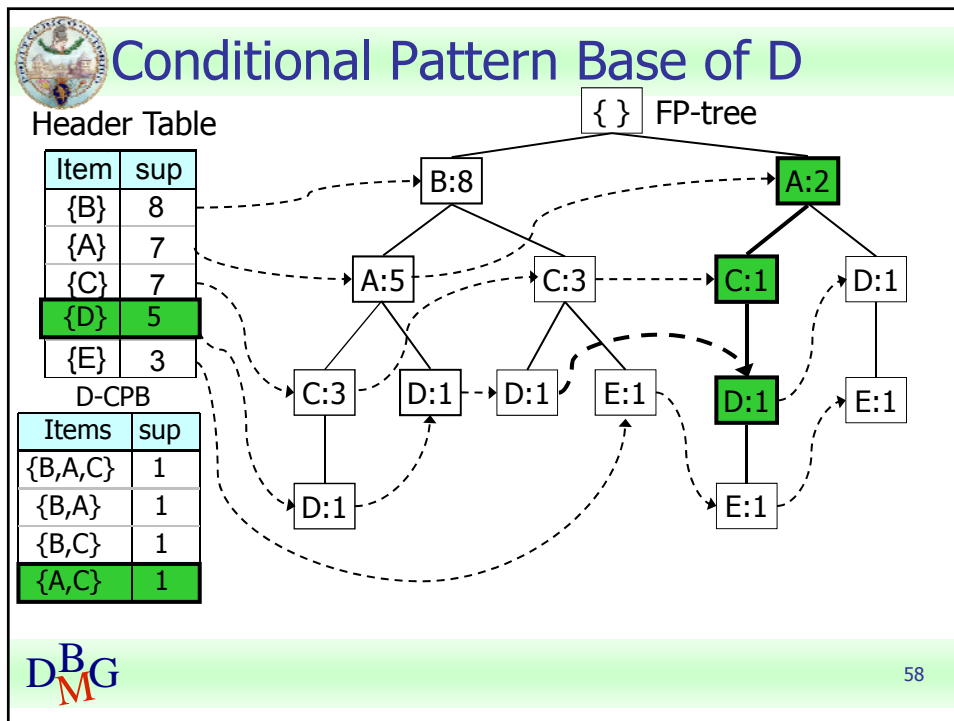 Conditional Pattern Base of D
Header Table
Item sup
{B} 8
{A} 7
{C} 7
{D} 5
{E} 3
D-CPB
Items sup
{B,A,C} 1
{B,A} 1
{B,C} 1
{A,C} 1
{ } FP-tree
B:8 A:2
A:5 C:3 C:1 D:1
C:3 D:1 D:1 E:1 D:1 E:1
D:1 E:1
DBMG
58